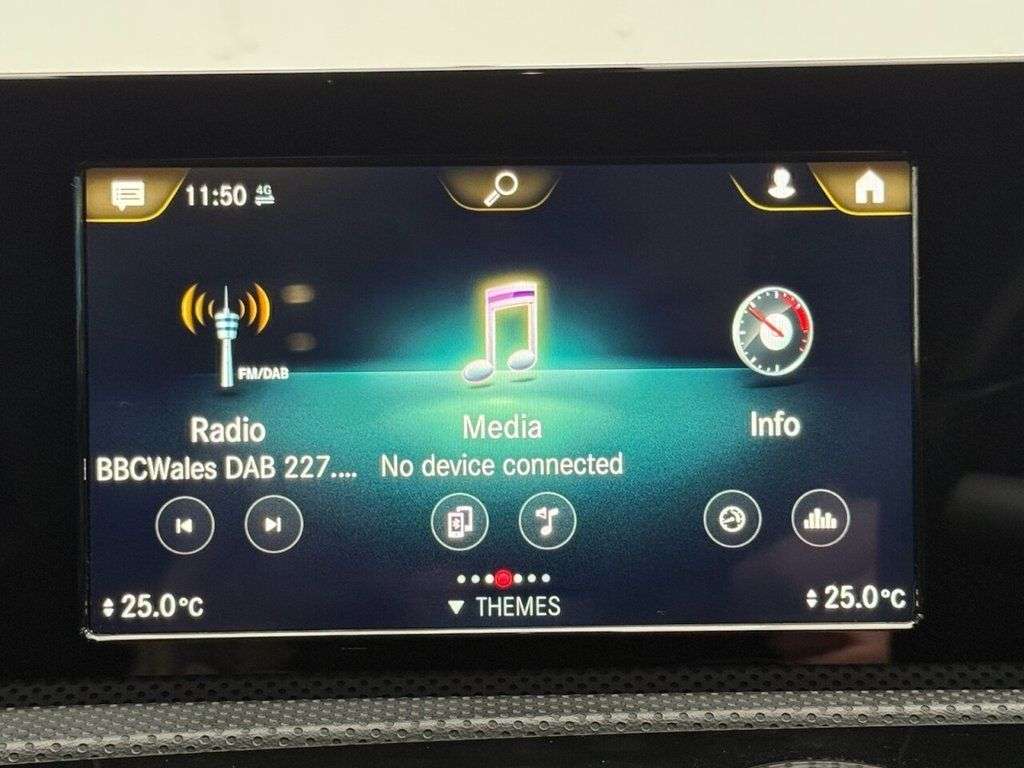 11:50 4G
FM/DAB
Radio
Media
Info
BBCWales DAB 227....
No device connected
25.0°C
THEMES
25.0°C